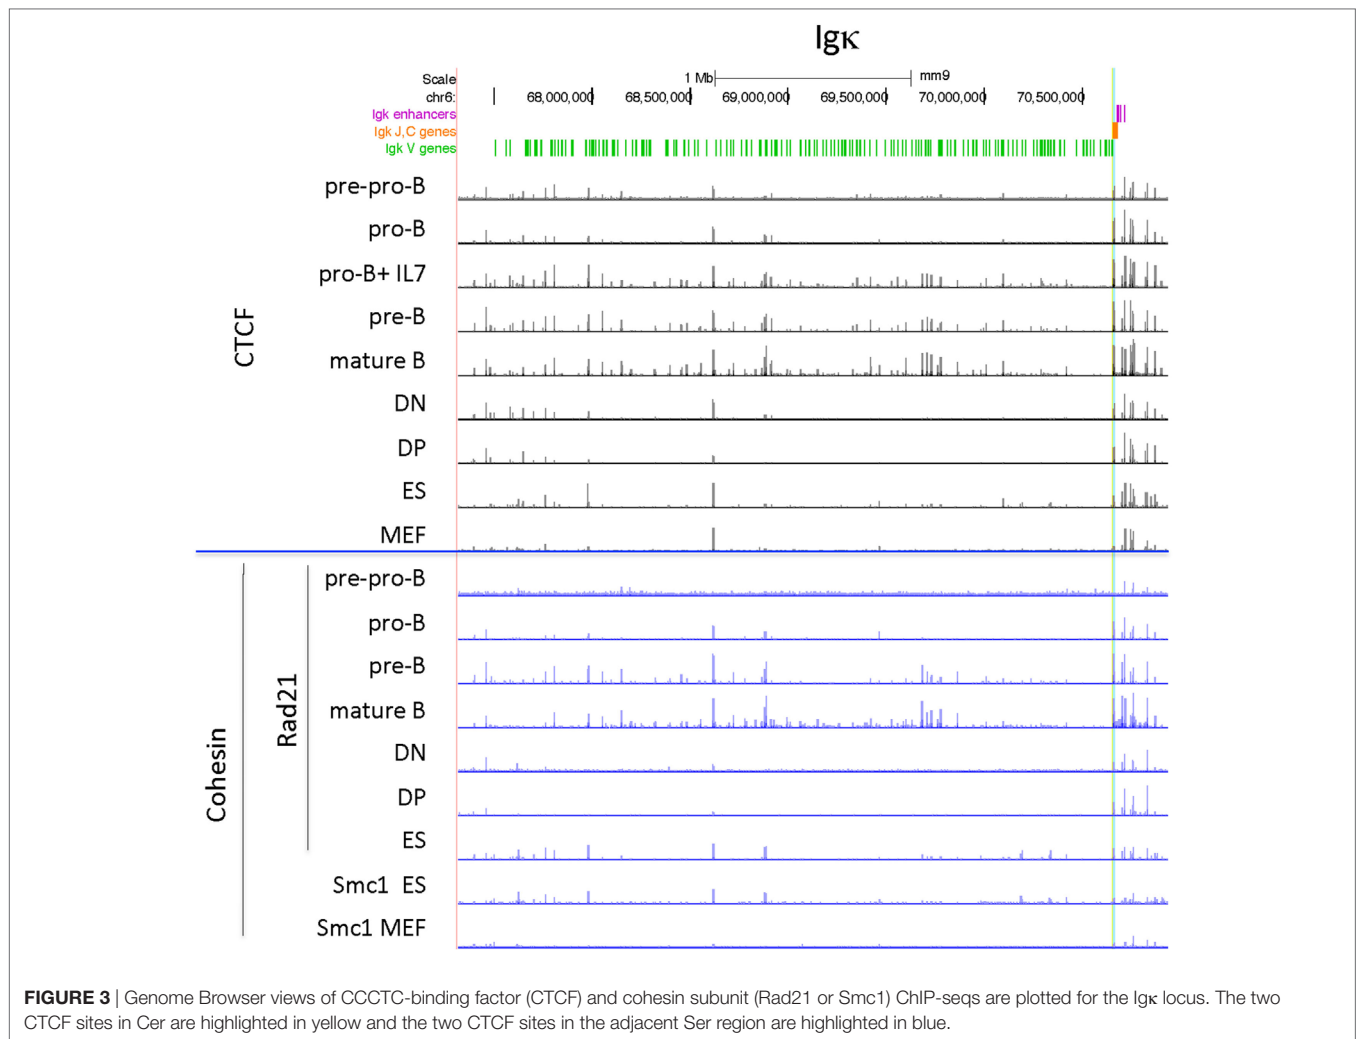 Igκ
Scale 1 Mb mm9
chr6: 68,000,000 68,500,000 69,000,000 69,500,000 70,000,000 70,500,000
Igk enhancers
Igk J,C genes
Igk V genes
CTCF
pre-pro-B
pro-B
pro-B+ IL7
pre-B
mature B
DN
DP
ES
MEF
Cohesin
Rad21
pre-pro-B
pro-B
pre-B
mature B
DN
DP
ES
Smc1 ES
Smc1 MEF
FIGURE 3 | Genome Browser views of CCCTC-binding factor (CTCF) and cohesin subunit (Rad21 or Smc1) ChIP-seqs are plotted for the Igκ locus. The two
CTCF sites in Cer are highlighted in yellow and the two CTCF sites in the adjacent Ser region are highlighted in blue.